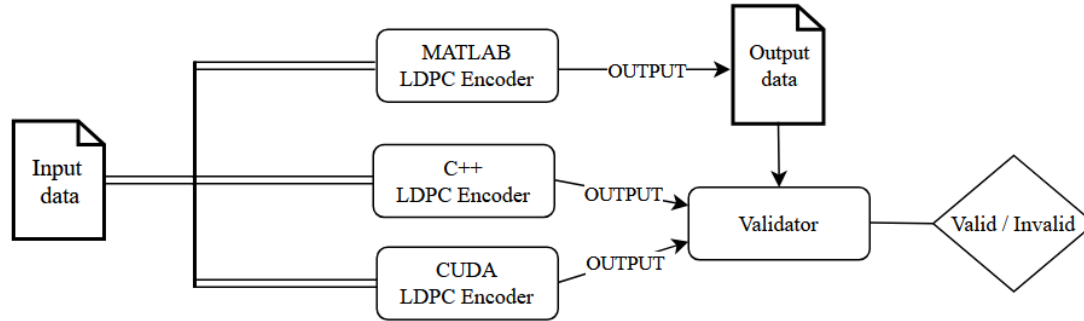 Input
data
MATLAB
LDPC Encoder
OUTPUT
Output
data
C++
LDPC Encoder
OUTPUT
CUDA
LDPC Encoder
OUTPUT
Validator
Valid / Invalid